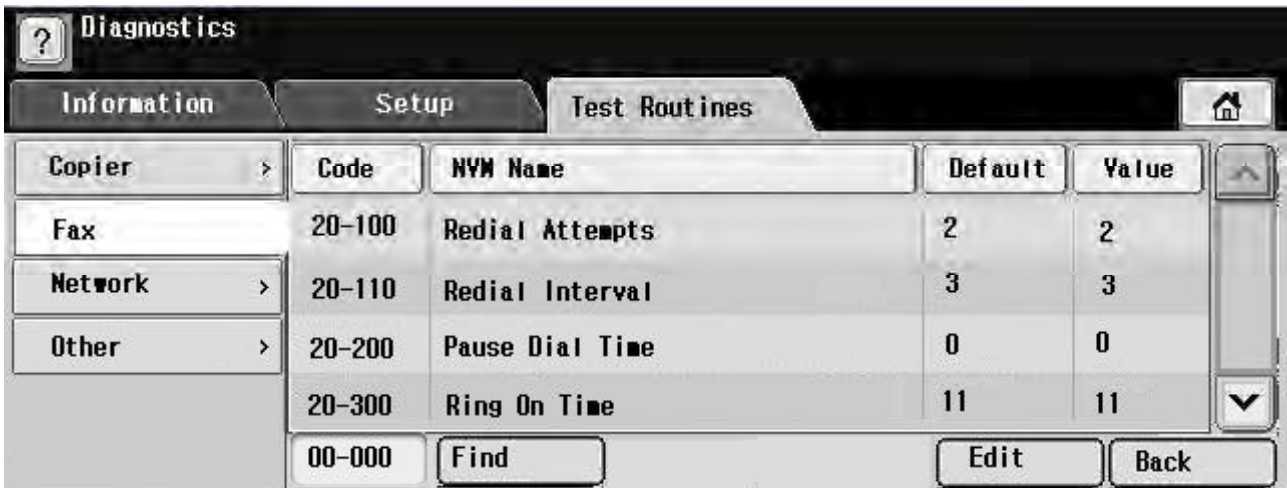 ? Diagnostics
Information Setup Test Routines
Copier > Code NVM Name Default Value
Fax 20-100 Redial Attempts 2 2
Network > 20-110 Redial Interval 3 3
Other > 20-200 Pause Dial Time 0 0
20-300 Ring On Time 11 11
00-000 Find Edit Back